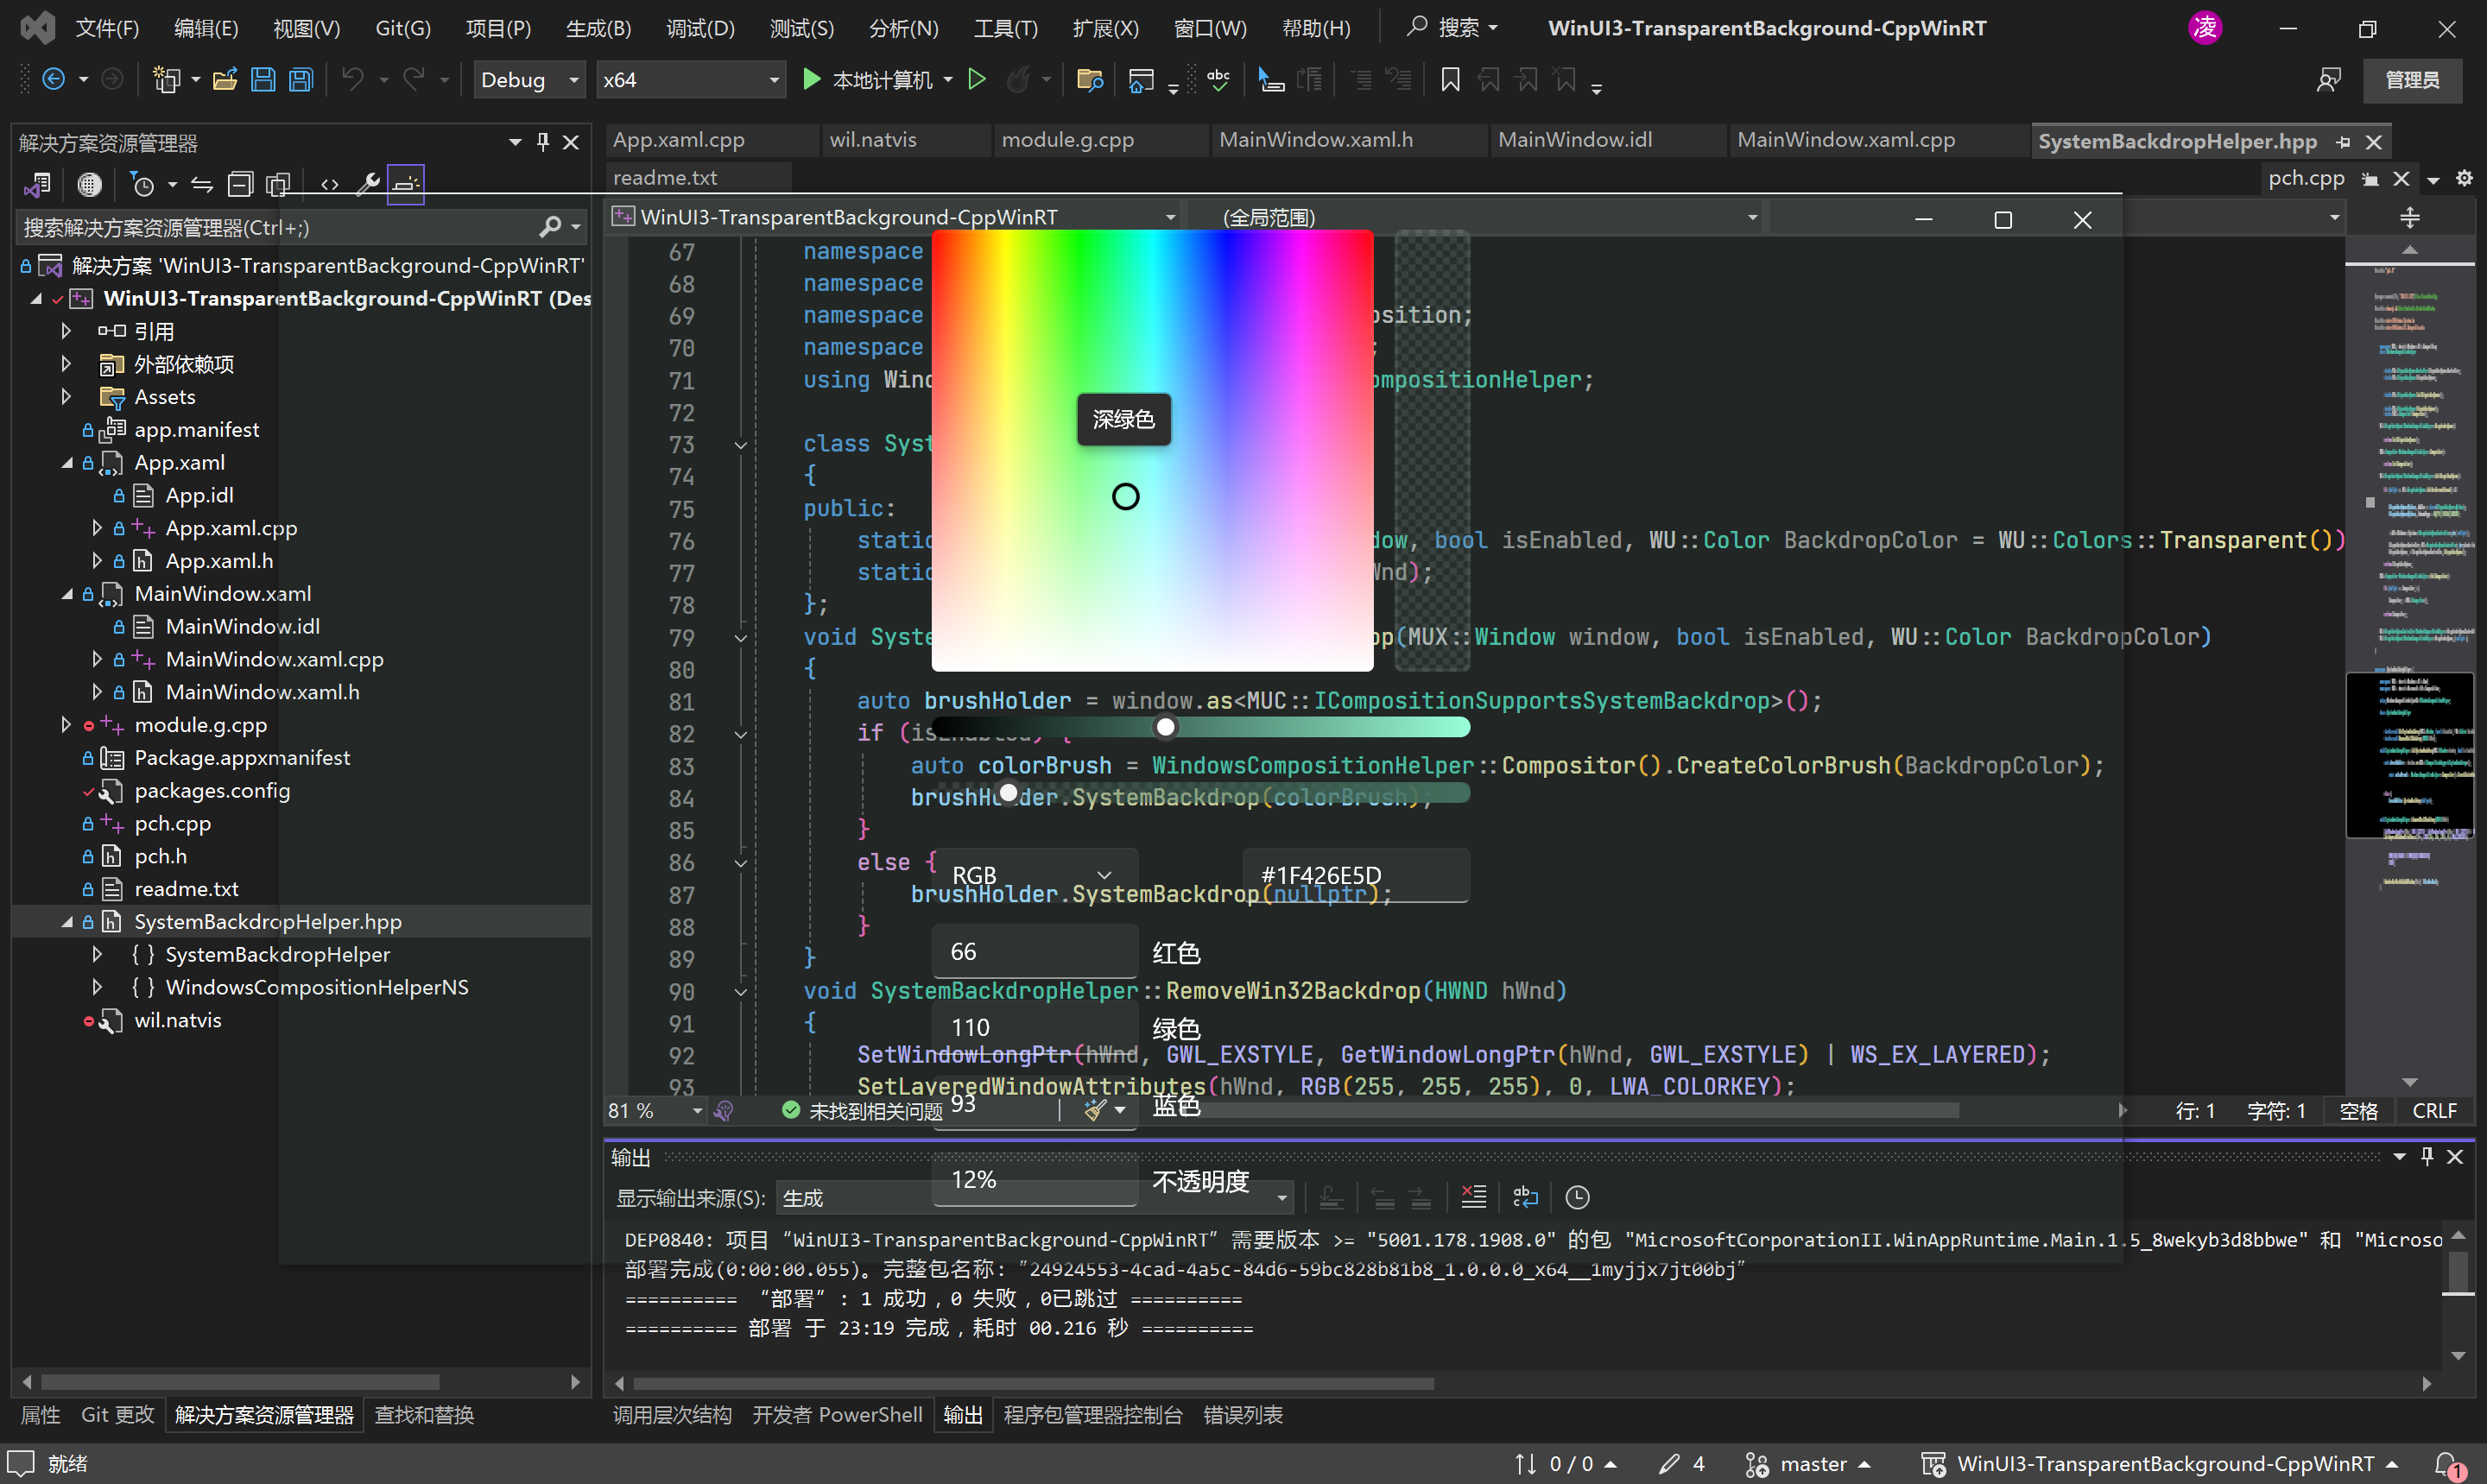 文件(F) 编辑(E) 视图(V) Git(G) 项目(P) 生成(B) 调试(D) 测试(S) 分析(N) 工具(T) 扩展(X) 窗口(W) 帮助(H) 搜索 WinUI3-TransparentBackground-CppWinRT 凌
Debug x64 本地计算机 abc 管理员
解决方案资源管理器
搜索解决方案资源管理器(Ctrl+;)
解决方案 'WinUI3-TransparentBackground-CppWinRT'
WinUI3-TransparentBackground-CppWinRT (Des
引用
外部依赖项
Assets
app.manifest
App.xaml
App.idl
App.xaml.cpp
App.xaml.h
MainWindow.xaml
MainWindow.idl
MainWindow.xaml.cpp
MainWindow.xaml.h
module.g.cpp
Package.appxmanifest
packages.config
pch.cpp
pch.h
readme.txt
SystemBackdropHelper.hpp
{ } SystemBackdropHelper
{ } WindowsCompositionHelperNS
wil.natvis
属性 Git 更改 解决方案资源管理器 查找和替换
App.xaml.cpp wil.natvis module.g.cpp MainWindow.xaml.h MainWindow.idl MainWindow.xaml.cpp SystemBackdropHelper.hpp
readme.txt pch.cpp
WinUI3-TransparentBackground-CppWinRT (全局范围)
67 namespace
68 namespace
69 namespace osition;
70 namespace ;
71 using Wind ompositionHelper;
72
73 class Syst
74 {
75 public:
76 static dow, bool isEnabled, WU::Color BackdropColor = WU::Colors::Transparent())
77 static Wnd);
78 };
79 void Syste op(MUX::Window window, bool isEnabled, WU::Color BackdropColor)
80 {
81 auto brushHolder = window.as<MUC::ICompositionSupportsSystemBackdrop>();
82 if (isEnabled) {
83 auto colorBrush = WindowsCompositionHelper::Compositor().CreateColorBrush(BackdropColor);
84 brushHolder.SystemBackdrop(colorBrush);
85 }
86 else {
87 brushHolder.SystemBackdrop(nullptr);
88 }
89 }
90 void SystemBackdropHelper::RemoveWin32Backdrop(HWND hWnd)
91 {
92 SetWindowLongPtr(hWnd, GWL_EXSTYLE, GetWindowLongPtr(hWnd, GWL_EXSTYLE) | WS_EX_LAYERED);
93 SetLayeredWindowAttributes(hWnd, RGB(255, 255, 255), 0, LWA_COLORKEY);
深绿色
RGB #1F426E5D
66 红色
110 绿色
93 蓝色
12% 不透明度
81 % 未找到相关问题 行: 1 字符: 1 空格 CRLF
输出
显示输出来源(S): 生成
DEP0840: 项目“WinUI3-TransparentBackground-CppWinRT”需要版本 >= "5001.178.1908.0" 的包 "MicrosoftCorporationII.WinAppRuntime.Main.1.5_8wekyb3d8bbwe" 和 "Microso
部署完成(0:00:00.055)。完整包名称: "24924553-4cad-4a5c-84d6-59bc828b81b8_1.0.0.0_x64__1myjjx7jt00bj"
========== “部署”: 1 成功，0 失败，0已跳过 ==========
========== 部署 于 23:19 完成，耗时 00.216 秒 ==========
调用层次结构 开发者 PowerShell 输出 程序包管理器控制台 错误列表
就绪 0 / 0 4 master WinUI3-TransparentBackground-CppWinRT 1